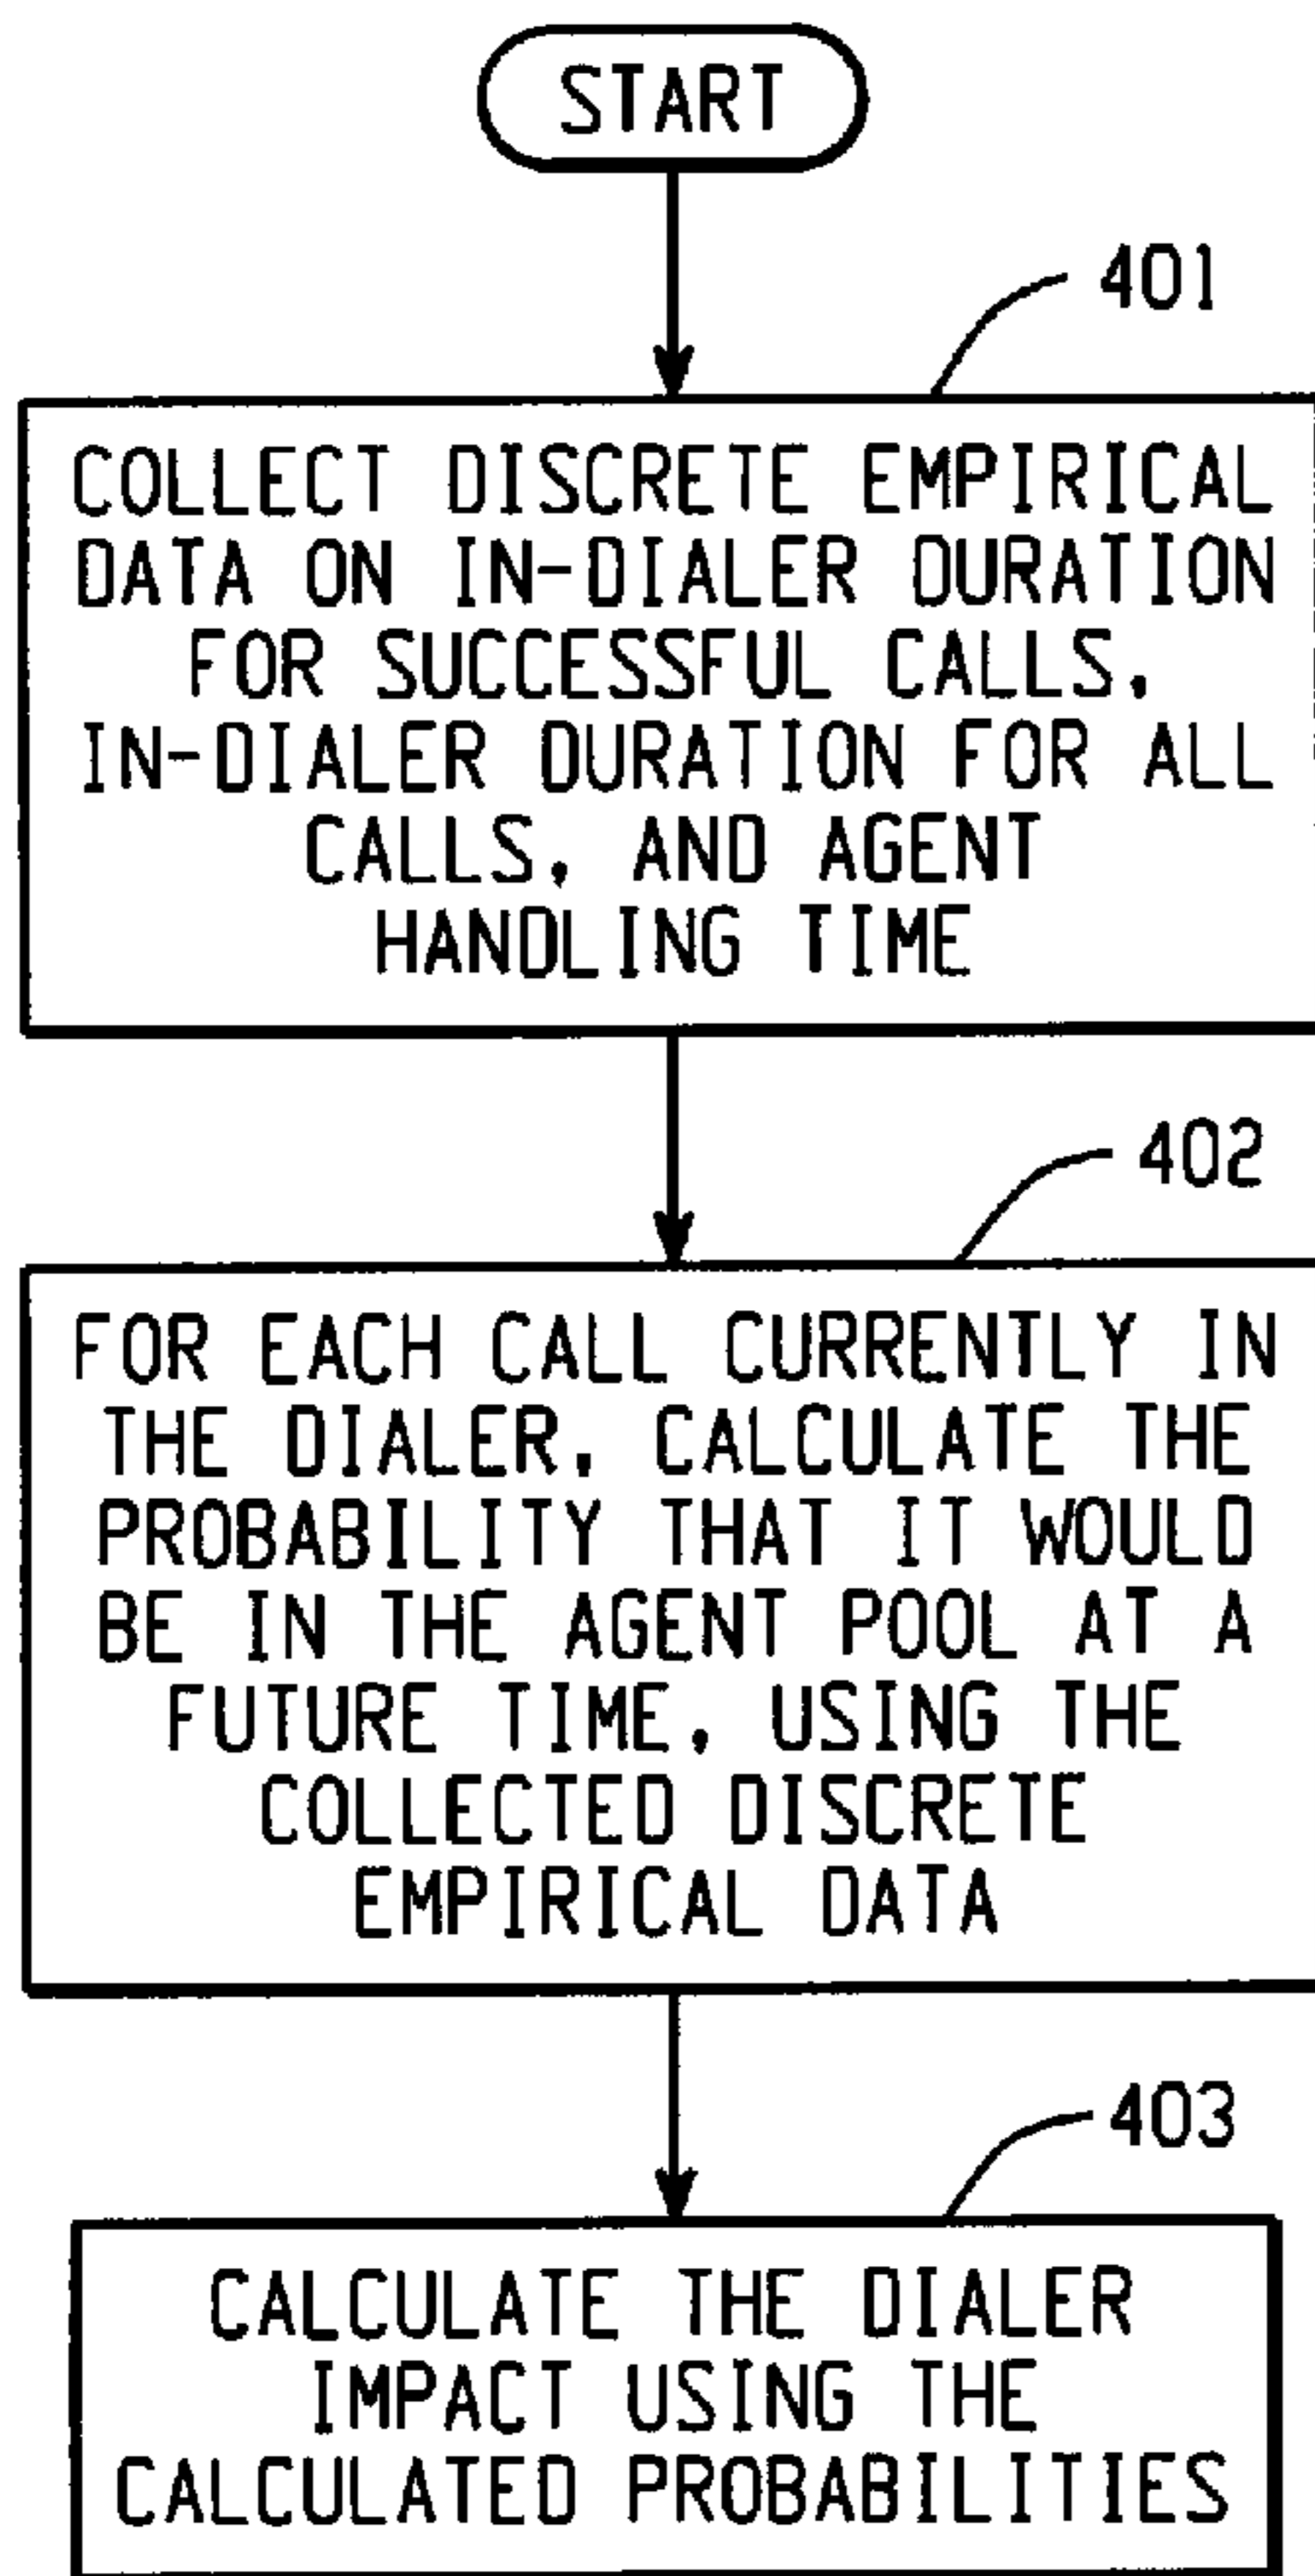 START
401
COLLECT DISCRETE EMPIRICAL
DATA ON IN-DIALER DURATION
FOR SUCCESSFUL CALLS,
IN-DIALER DURATION FOR ALL
CALLS, AND AGENT
HANDLING TIME
402
FOR EACH CALL CURRENTLY IN
THE DIALER, CALCULATE THE
PROBABILITY THAT IT WOULD
BE IN THE AGENT POOL AT A
FUTURE TIME, USING THE
COLLECTED DISCRETE
EMPIRICAL DATA
403
CALCULATE THE DIALER
IMPACT USING THE
CALCULATED PROBABILITIES